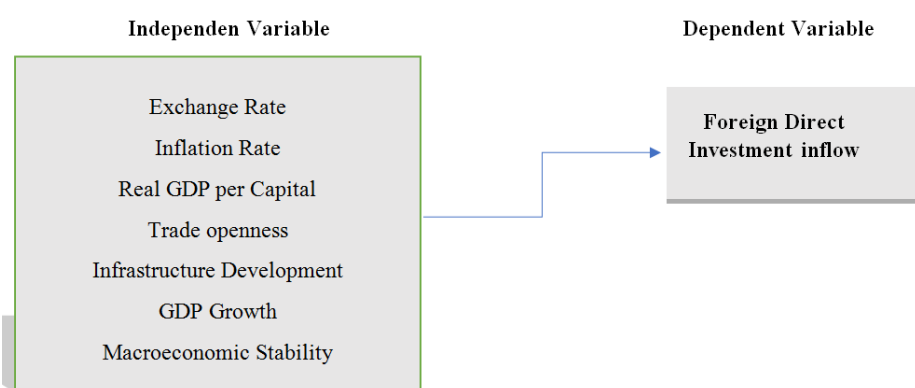 Independen Variable
Dependent Variable
Exchange Rate
Inflation Rate
Real GDP per Capital
Trade openness
Infrastructure Development
GDP Growth
Macroeconomic Stability
Foreign Direct
Investment inflow